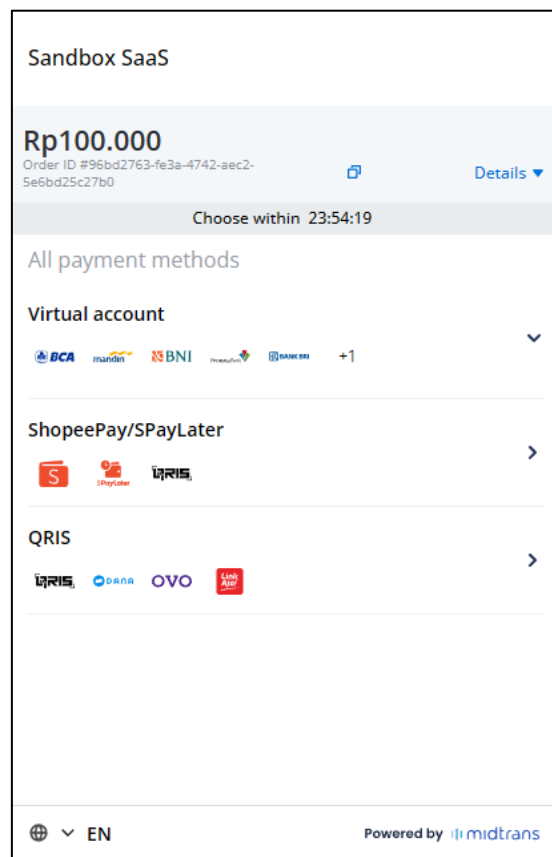 Sandbox SaaS
Rp100.000
Order ID #96bd2763-fe3a-4742-aec2-
5e6bd25c27b0
Details
Choose within 23:54:19
All payment methods
Virtual account
BCA mandiri BNI PermataBank BANK BRI +1
ShopeePay/SPayLater
S SPayLater QRIS
QRIS
QRIS DANA OVO Link Aja!
EN Powered by midtrans